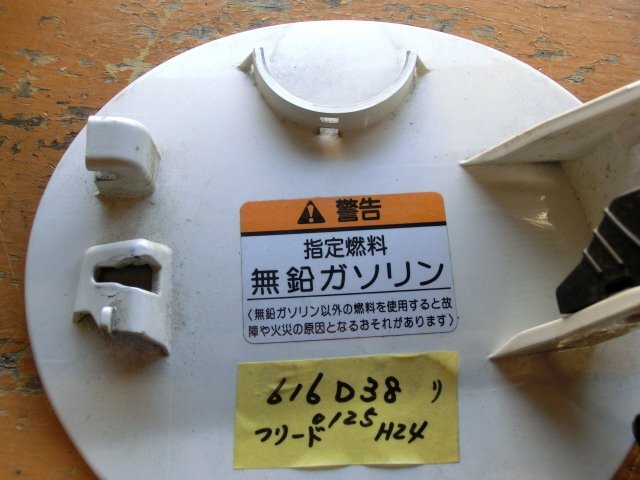 警告
指定燃料
無鉛ガソリン
〈無鉛ガソリン以外の燃料を使用すると故
障や火災の原因となるおそれがあります〉
616D38 リ
0125
フリード H24